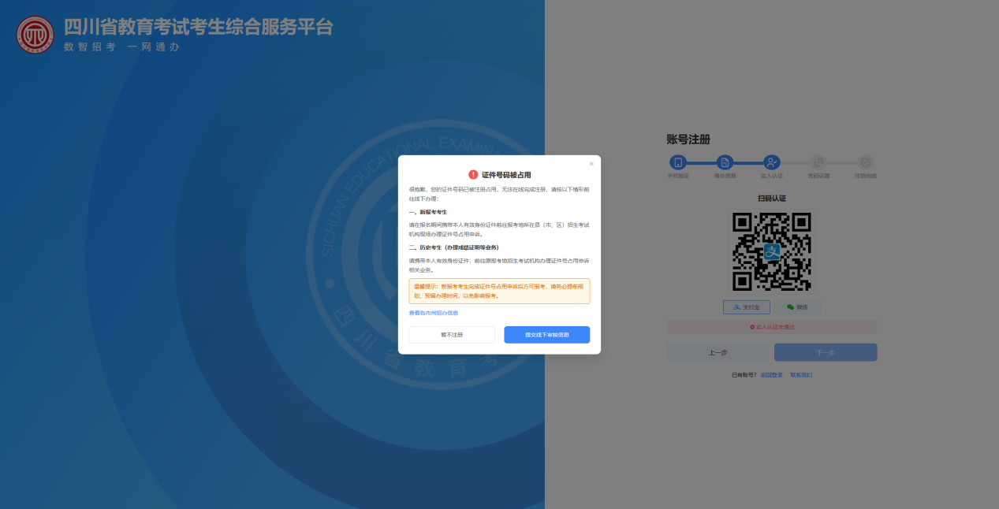 四川省教育考试考生综合服务平台
数智招考 一网通办
SICHUAN EDUCATIONAL EXAMINA
四川省教育考
证件号码被占用
很抱歉，您的证件号码已被注册占用，无法在线完成注册，请按以下情形前
往线下办理：
一、新报考考生
请在报名期间携带本人有效身份证件前往报考地所在县（市、区）招生考试
机构现场办理证件号占用申诉。
二、历史考生（办理成绩证明等业务）
请携带本人有效身份证件，前往原报考地招生考试机构办理证件号占用申诉
相关业务。
温馨提示：新报考考生完成证件号占用申诉后方可报考，请务必提前规
划，预留办理时间，以免影响报考。
查看各市州招办信息
暂不注册
提交线下审核信息
账号注册
手机验证
身份信息
实人认证
密码设置
注册完成
扫码认证
支
支付宝
微信
实人认证未通过
上一步
下一步
已有账号？ 返回登录 联系我们